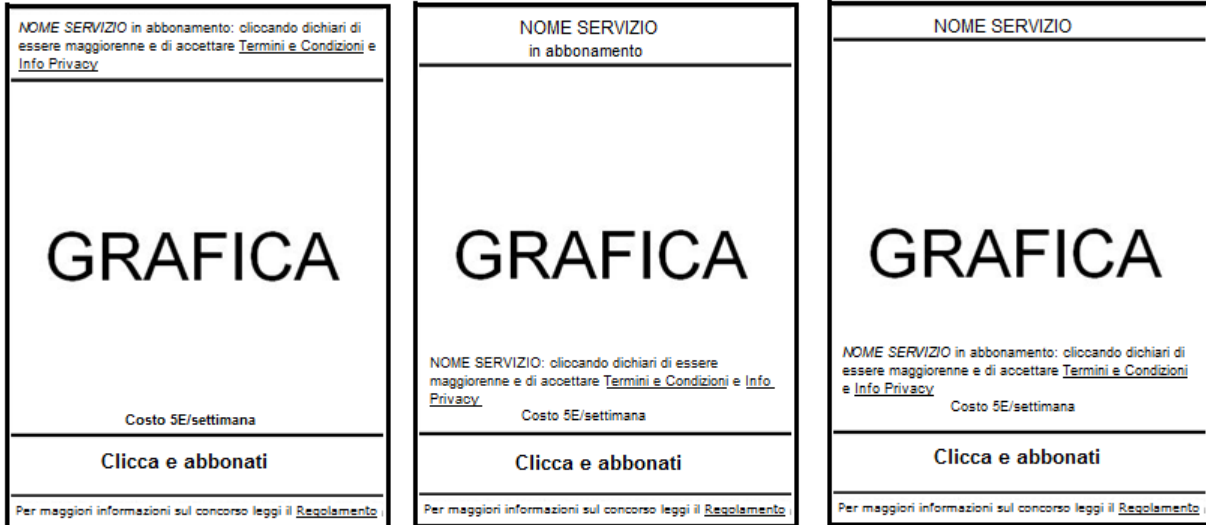 NOME SERVIZIO in abbonamento: cliccando dichiari di
essere maggiorenne e di accettare Termini e Condizioni e
Info Privacy
GRAFICA
Costo 5E/settimana
Clicca e abbonati
Per maggiori informazioni sul concorso leggi il Regolamento
NOME SERVIZIO
in abbonamento
GRAFICA
NOME SERVIZIO: cliccando dichiari di essere
maggiorenne e di accettare Termini e Condizioni e Info
Privacy
Costo 5E/settimana
Clicca e abbonati
Per maggiori informazioni sul concorso leggi il Regolamento
NOME SERVIZIO
GRAFICA
NOME SERVIZIO in abbonamento: cliccando dichiari di
essere maggiorenne e di accettare Termini e Condizioni
e Info Privacy
Costo 5E/settimana
Clicca e abbonati
Per maggiori informazioni sul concorso leggi il Regolamento